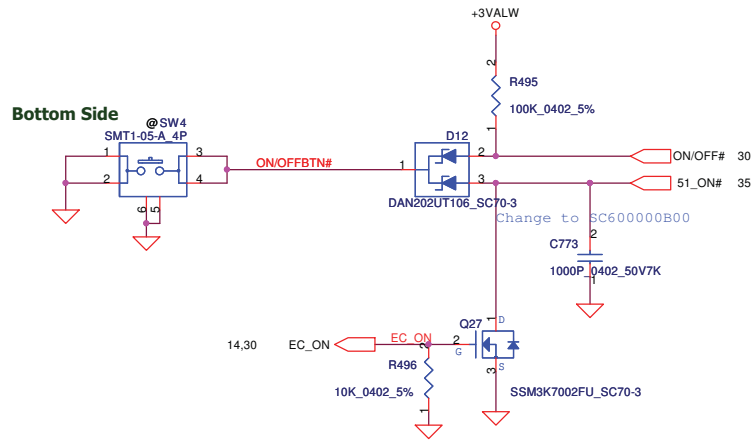 +3VALW
2
R495
100K_0402_5%
1
Bottom Side
@ SW4
SMT1-05-A_4P
1
2
3
4
6
5
ON/OFFBTN#
D12
1
2
3
DAN202UT106_SC70-3
ON/OFF# 30
51_ON# 35
Change to SC600000B00
2
C773
1000P_0402_50V7K
1
14,30 EC_ON
EC_ON
2
R496
10K_0402_5%
1
Q27
1
D
2
G
3
S
SSM3K7002FU_SC70-3